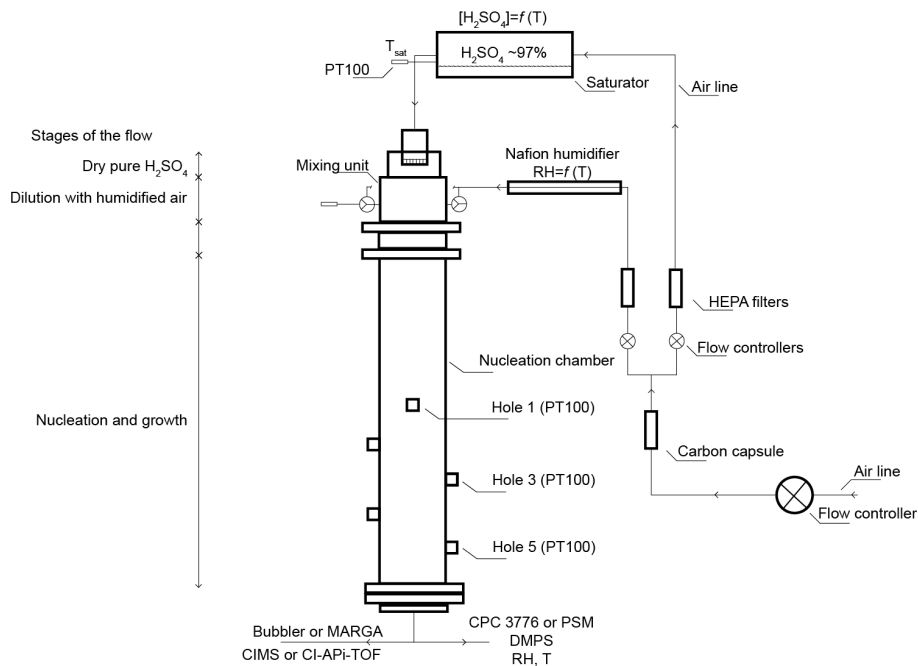 [H₂SO₄]=f (T)
H₂SO₄ ~97%
T_sat
PT100
Saturator
Air line
Stages of the flow
Dry pure H₂SO₄
Dilution with humidified air
Mixing unit
Nafion humidifier
RH=f (T)
HEPA filters
Flow controllers
Nucleation chamber
Nucleation and growth
Hole 1 (PT100)
Carbon capsule
Hole 3 (PT100)
Air line
Flow controller
Hole 5 (PT100)
Bubbler or MARGA
CIMS or CI-APi-TOF
CPC 3776 or PSM
DMPS
RH, T